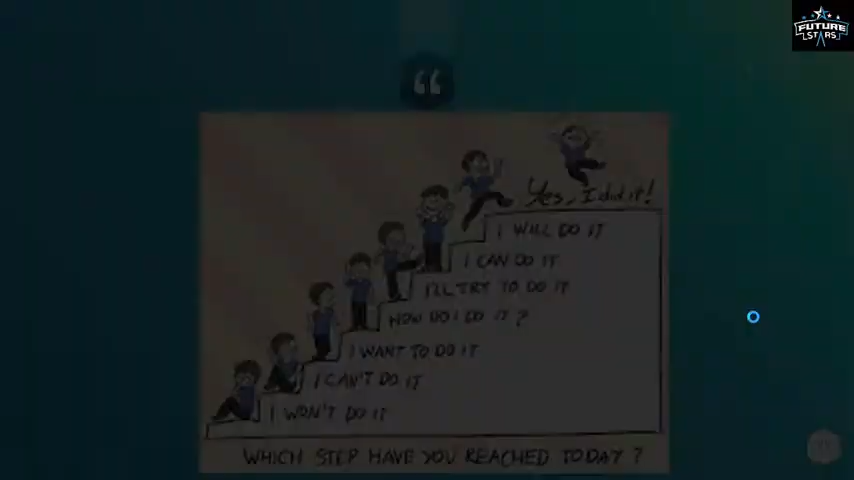 FUTURE
STARS
“
Yes, I did it!
I WILL DO IT
I CAN DO IT
I'LL TRY TO DO IT
HOW DO I DO IT ?
I WANT TO DO IT
I CAN'T DO IT
I WON'T DO IT
WHICH STEP HAVE YOU REACHED TODAY ?